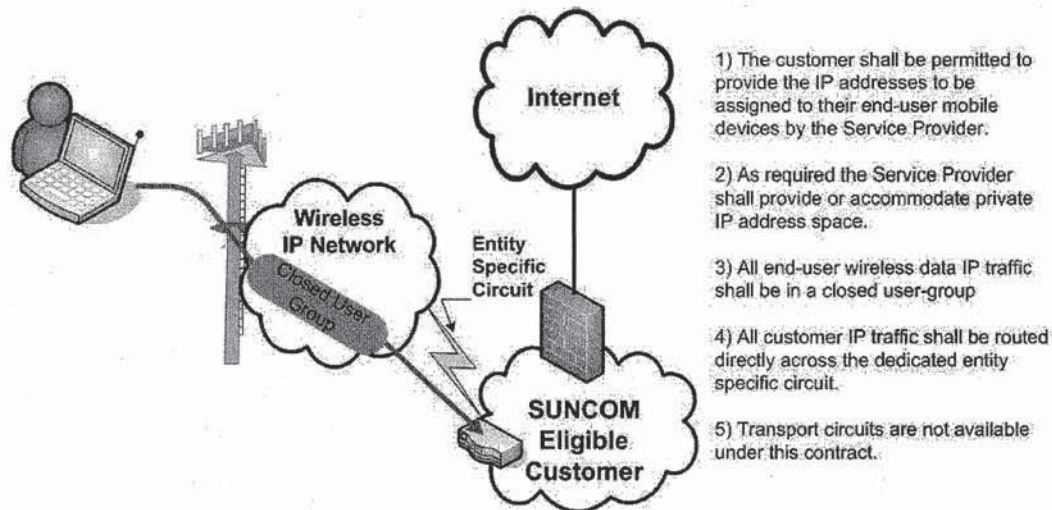 Internet
Wireless
IP Network
Closed User
Group
Entity
Specific
Circuit
SUNCOM
Eligible
Customer
1) The customer shall be permitted to
provide the IP addresses to be
assigned to their end-user mobile
devices by the Service Provider.
2) As required the Service Provider
shall provide or accommodate private
IP address space.
3) All end-user wireless data IP traffic
shall be in a closed user-group
4) All customer IP traffic shall be routed
directly across the dedicated entity
specific circuit.
5) Transport circuits are not available
under this contract.